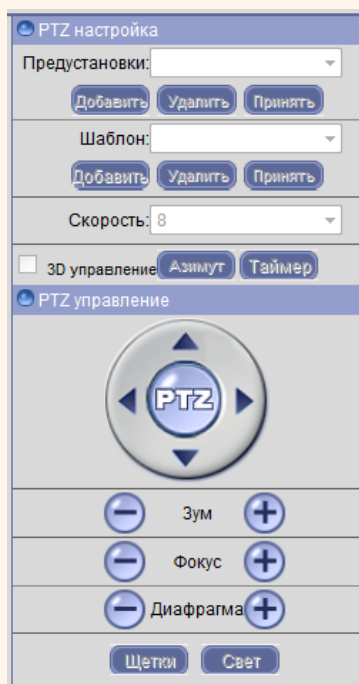 PTZ настройка
Предустановки:
Добавить Удалить Принять
Шаблон:
Добавить Удалить Принять
Скорость: 8
3D управление Азимут Таймер
PTZ управление
PTZ
Зум
Фокус
Диафрагма
Щетки Свет